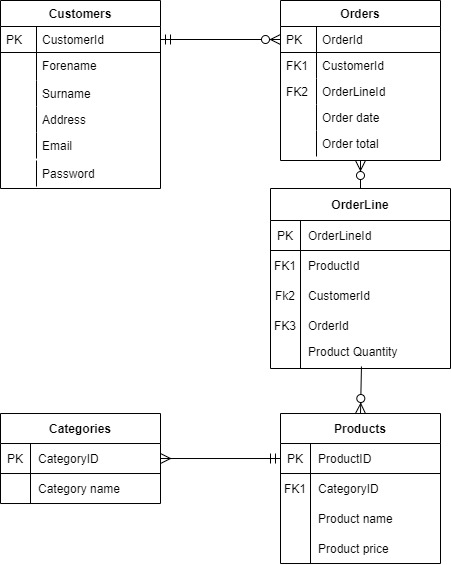 Customers
PK CustomerId
Forename
Surname
Address
Email
Password
Orders
PK OrderId
FK1 CustomerId
FK2 OrderLineId
Order date
Order total
OrderLine
PK OrderLineId
FK1 ProductId
Fk2 CustomerId
FK3 OrderId
Product Quantity
Categories
PK CategoryID
Category name
Products
PK ProductID
FK1 CategoryID
Product name
Product price